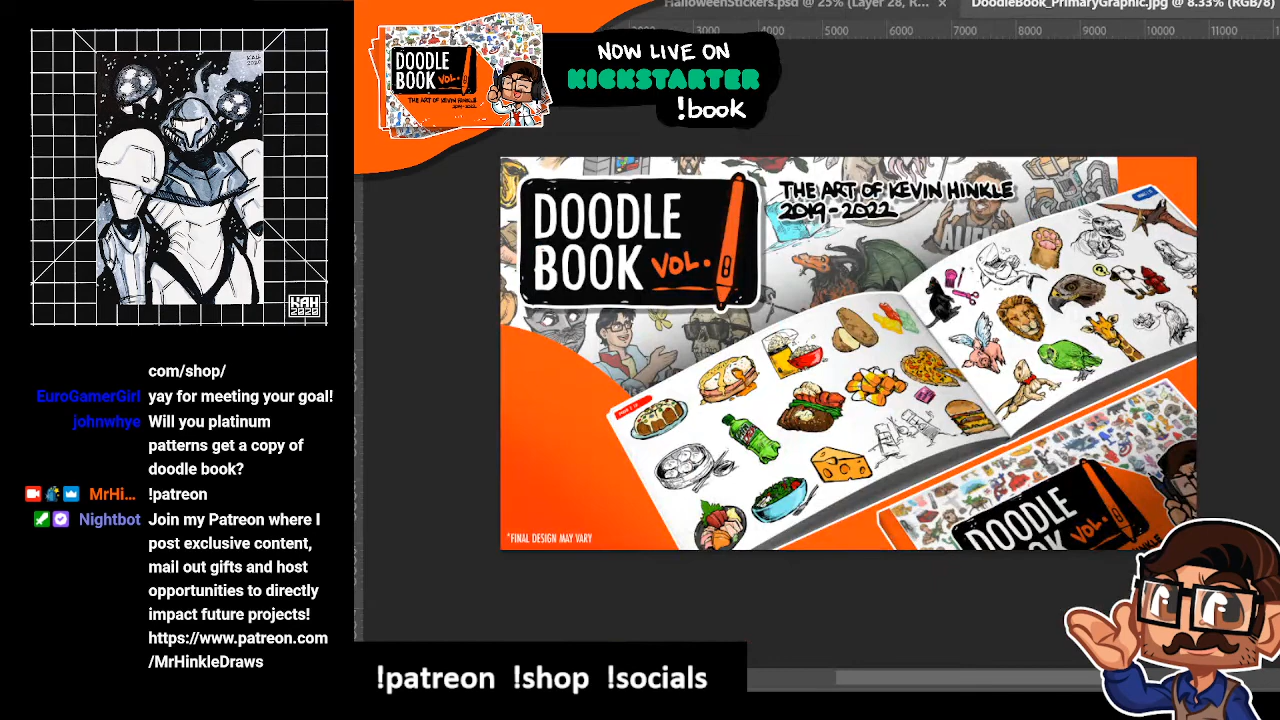 HalloweenStickers.psd @ 25% (Layer 28, R...
DoodleBook_PrimaryGraphic.jpg @ 8.33% (RGB/8)
3000
4000
5000
6000
7000
8000
9000
10000
11000
DOODLE
BOOK VOL.
THE ART OF KEVIN HINKLE
2019-2022
NOW LIVE ON
KICKSTARTER
!book
KAH
2020
DOODLE
BOOK VOL.
THE ART OF KEVIN HINKLE
2019-2022
ALIEN
*FINAL DESIGN MAY VARY
DOODLE
BOOK VOL.
HINKLE
com/shop/
EuroGamerGirl yay for meeting your goal!
johnwhye Will you platinum
patterns get a copy of
doodle book?
MrHi... !patreon
Nightbot Join my Patreon where I
post exclusive content,
mail out gifts and host
opportunities to directly
impact future projects!
https://www.patreon.com
/MrHinkleDraws
!patreon !shop !socials